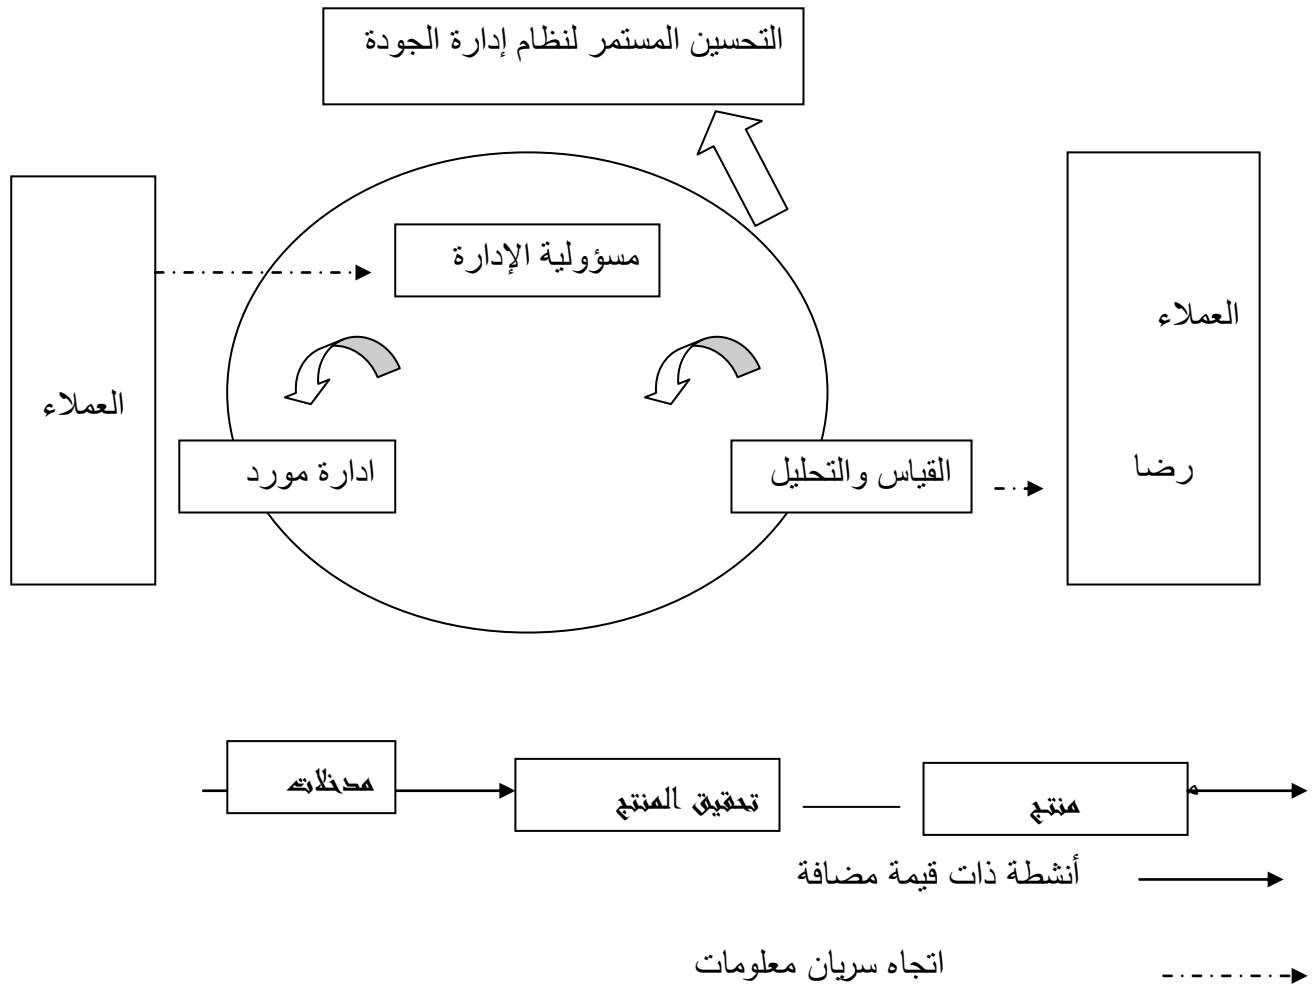 التحسين المستمر لنظام إدارة الجودة
مسؤولية الإدارة
العملاء
العملاء
رضا
ادارة مورد
القياس والتحليل
مدخلات
تحقيق المنتج
منتج
أنشطة ذات قيمة مضافة
اتجاه سريان معلومات